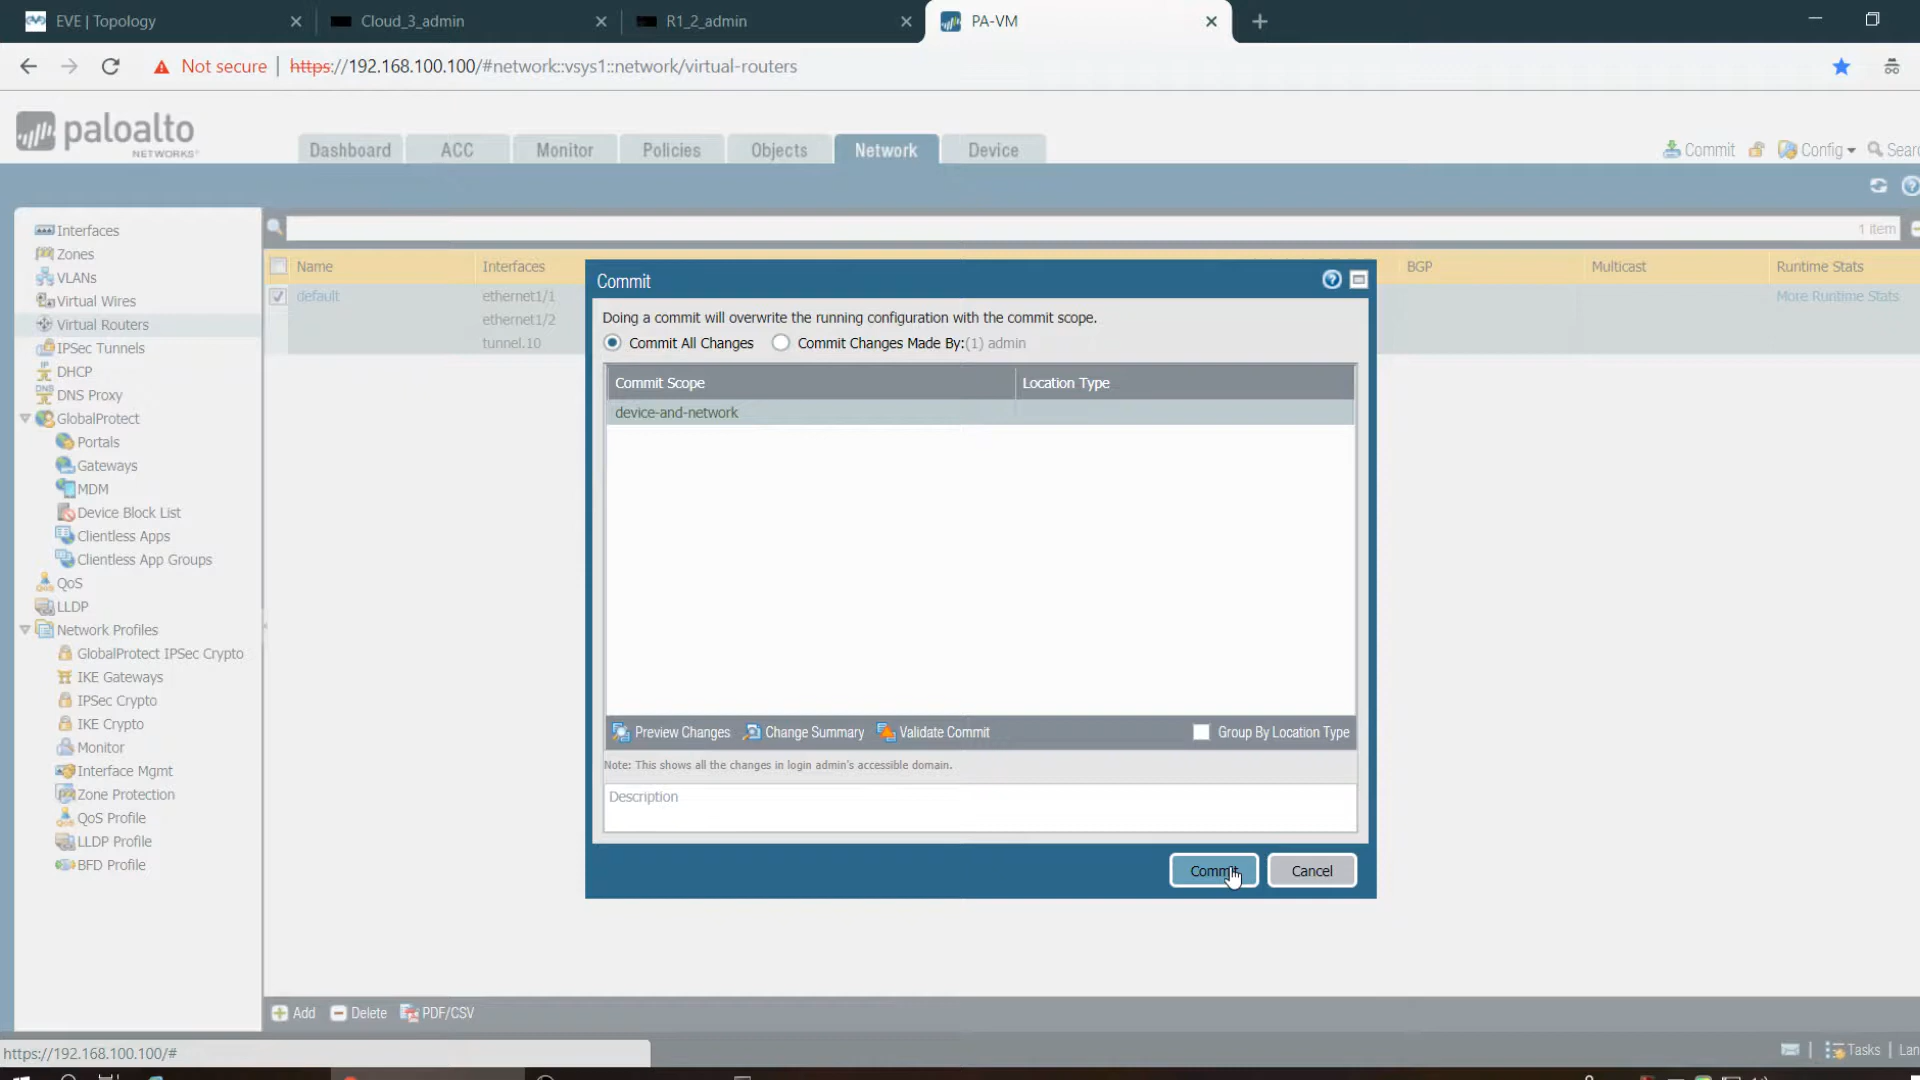 EVE | Topology
Cloud_3_admin
R1_2_admin
PA-VM
Not secure | https://192.168.100.100/#network::vsys1::network/virtual-routers
paloalto
NETWORKS
Dashboard
ACC
Monitor
Policies
Objects
Network
Device
Commit
Config
Sear
1 item
Interfaces
Zones
VLANs
Virtual Wires
Virtual Routers
IPSec Tunnels
DHCP
DNS Proxy
GlobalProtect
Portals
Gateways
MDM
Device Block List
Clientless Apps
Clientless App Groups
QoS
LLDP
Network Profiles
GlobalProtect IPSec Crypto
IKE Gateways
IPSec Crypto
IKE Crypto
Monitor
Interface Mgmt
Zone Protection
QoS Profile
LLDP Profile
BFD Profile
Name
Interfaces
BGP
Multicast
Runtime Stats
default
ethernet1/1
More Runtime Stats
ethernet1/2
tunnel.10
Commit
Doing a commit will overwrite the running configuration with the commit scope.
Commit All Changes
Commit Changes Made By:(1) admin
Commit Scope
Location Type
device-and-network
Preview Changes
Change Summary
Validate Commit
Group By Location Type
Note: This shows all the changes in login admin's accessible domain.
Description
Commit
Cancel
Add
Delete
PDF/CSV
https://192.168.100.100/#
Tasks
Lan